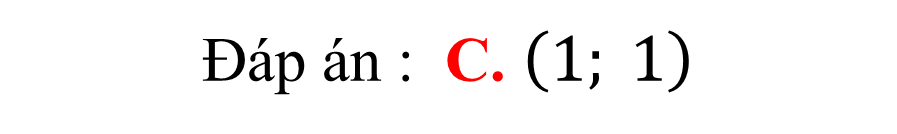 Đáp án : C. (1; 1)